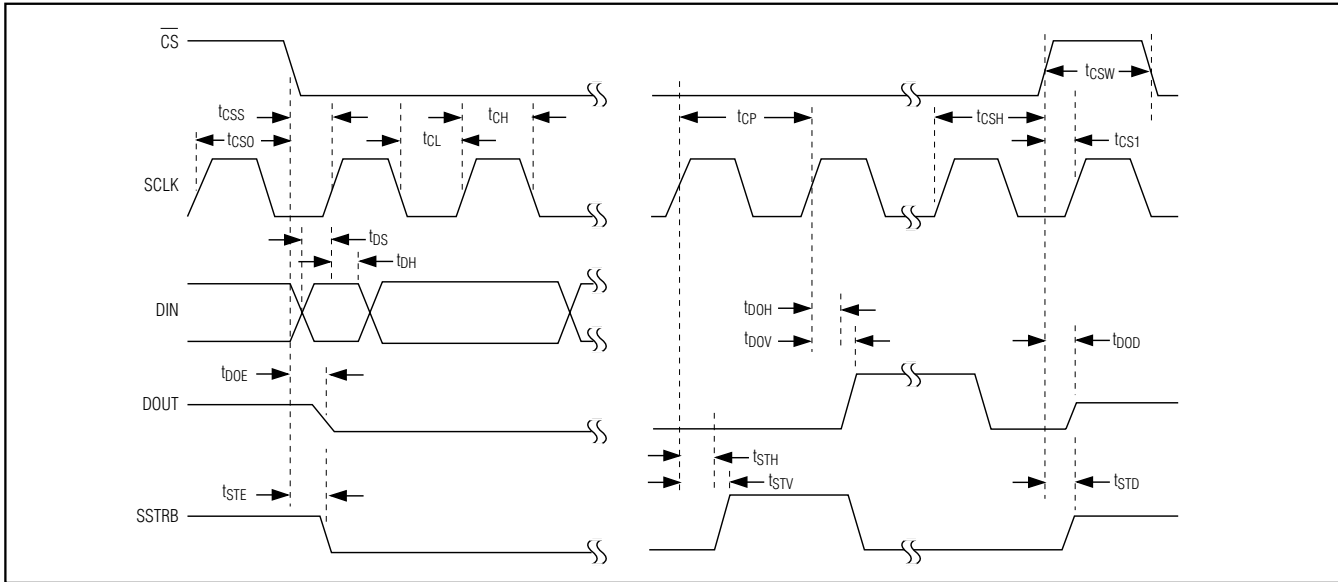 CS
tCSW
tCSS
tCH
tCP
tCSH
tCSO
tCL
tCS1
SCLK
tDS
tDH
DIN
tDOH
tDOV
tDOD
tDOE
DOUT
tSTH
tSTV
tSTE
tSTD
SSTRB